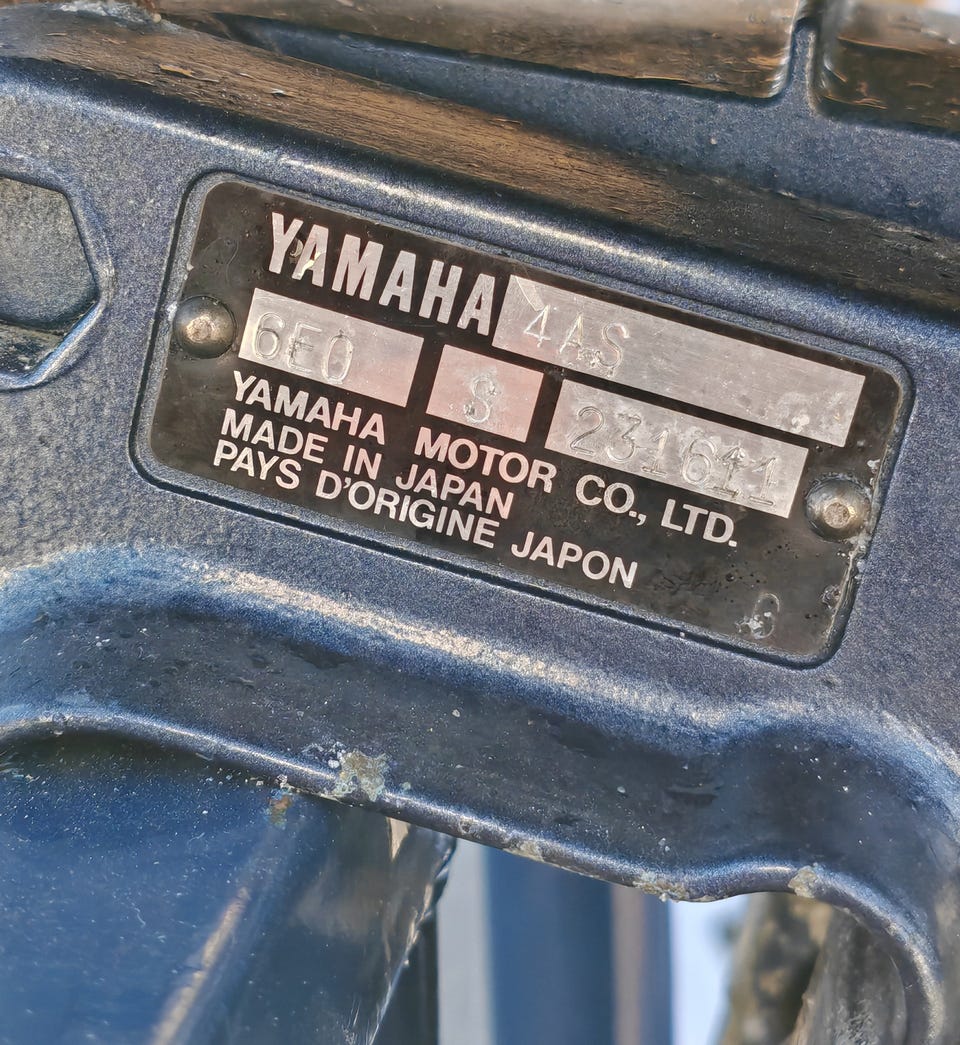 YAMAHA 4AS
6E0 S 231611
YAMAHA MOTOR CO., LTD.
MADE IN JAPAN
PAYS D'ORIGINE JAPON